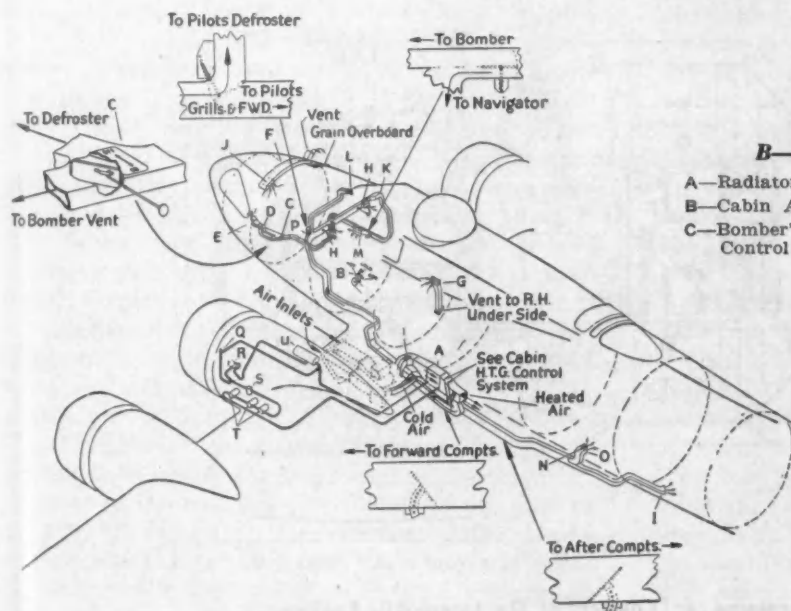 To Pilots Defroster
To Pilots
Grills & FWD.
To Bomber
To Navigator
C
To Defroster
To Bomber Vent
Vent
Grain Overboard
J
F
L
H
K
D
C
P
E
H
M
B
G
Vent to R.H.
Under Side
Air Inlets
Q
R
U
S
T
A
See Cabin
H.T.G. Control
System
Heated
Air
Cold
Air
To Forward Compts.
N
O
I
To After Compts.
B—
A—Radiator
B—Cabin A
C—Bomber'
Control